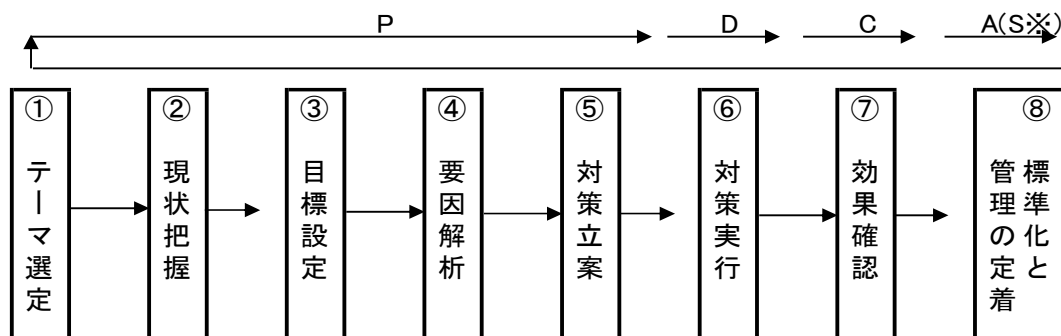 P
D
C
A(S※)
①
テーマ選定
②
現状把握
③
目標設定
④
要因解析
⑤
対策立案
⑥
対策実行
⑦
効果確認
⑧
標準化と
管理の定着